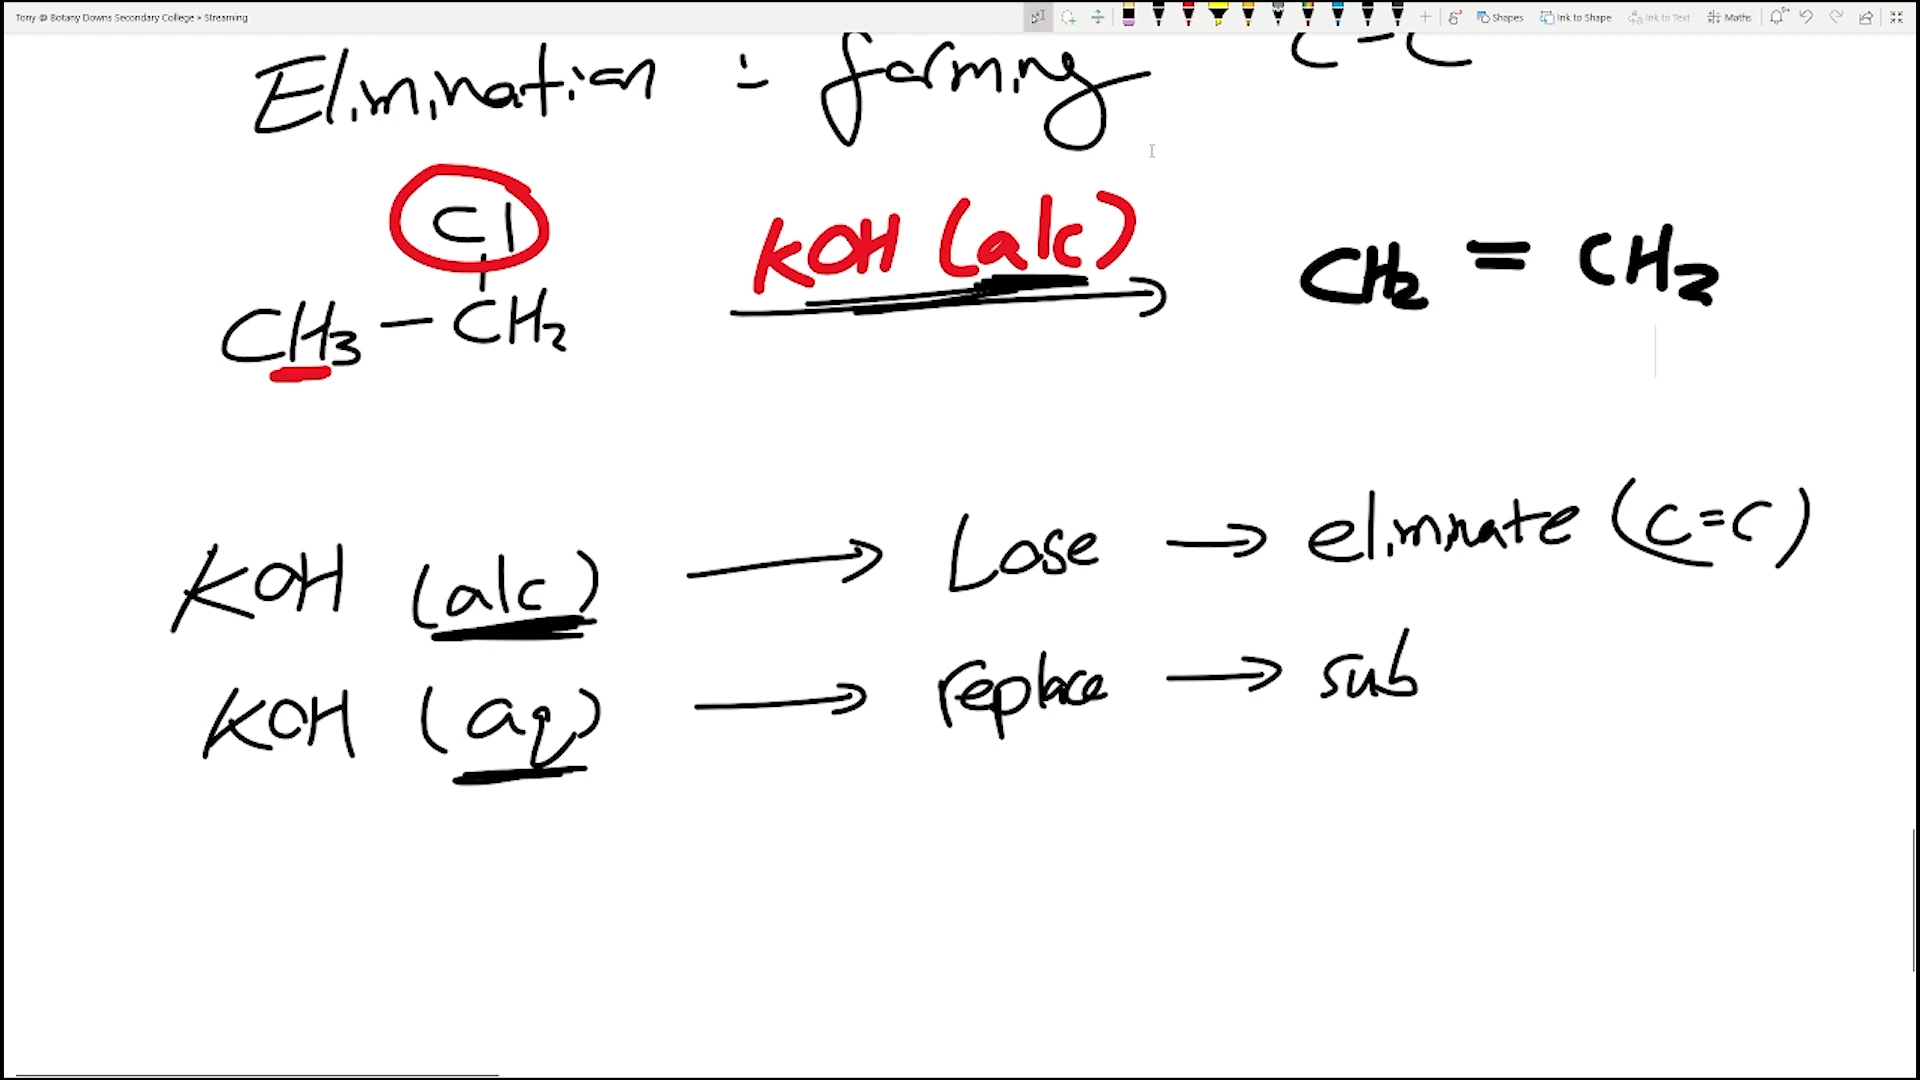 Tony @ Botany Downs Secondary College » Streaming
Shapes Ink to Shape Ink to Text Maths
Elimination : forming C=C
Cl
KOH (alc)
CH₂ = CH₂
CH₃ — CH₂
KOH (alc) → Lose → eliminate (C=C)
KOH (aq) → replace → sub